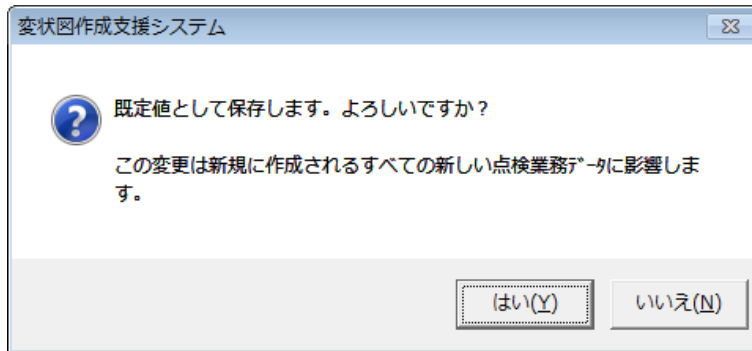 変状図作成支援システム
既定値として保存します。よろしいですか？
この変更は新規に作成されるすべての新しい点検業務ﾃﾞｰﾀに影響しま
す。
はい(Y)
いいえ(N)